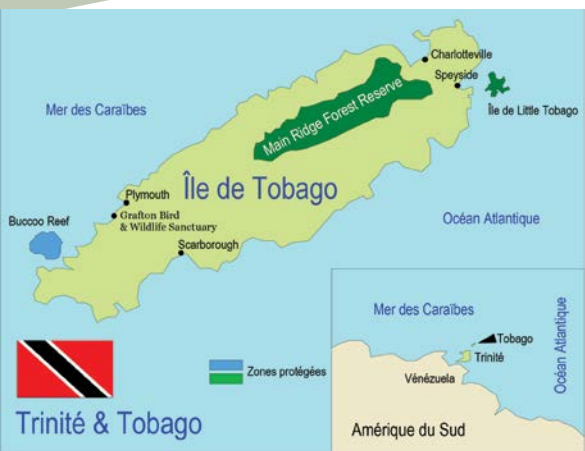 Charlotteville
Speyside
Île de Little Tobago
Mer des Caraïbes
Main Ridge Forest Reserve
Île de Tobago
Plymouth
Grafton Bird
& Wildlife Sanctuary
Buccoo Reef
Océan Atlantique
Scarborough
Zones protégées
Trinité & Tobago
Mer des Caraïbes
Océan Atlantique
Tobago
Trinité
Vénézuela
Amérique du Sud